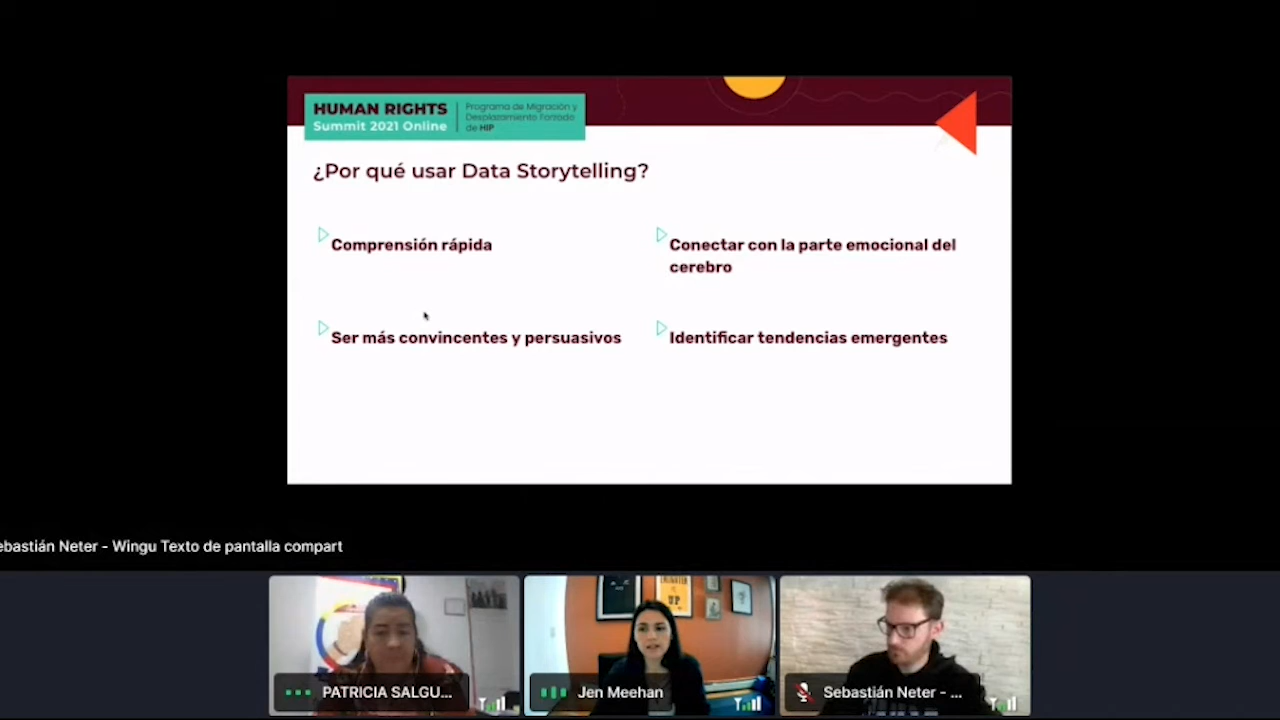 HUMAN RIGHTS
Summit 2021 Online
Programa de Migración y
Desplazamiento Forzado
de HIP
¿Por qué usar Data Storytelling?
Comprensión rápida
Conectar con la parte emocional del
cerebro
Ser más convincentes y persuasivos
Identificar tendencias emergentes
ebastián Neter - Wingu Texto de pantalla compart
UP
PATRICIA SALGU...
Jen Meehan
Sebastián Neter - ...